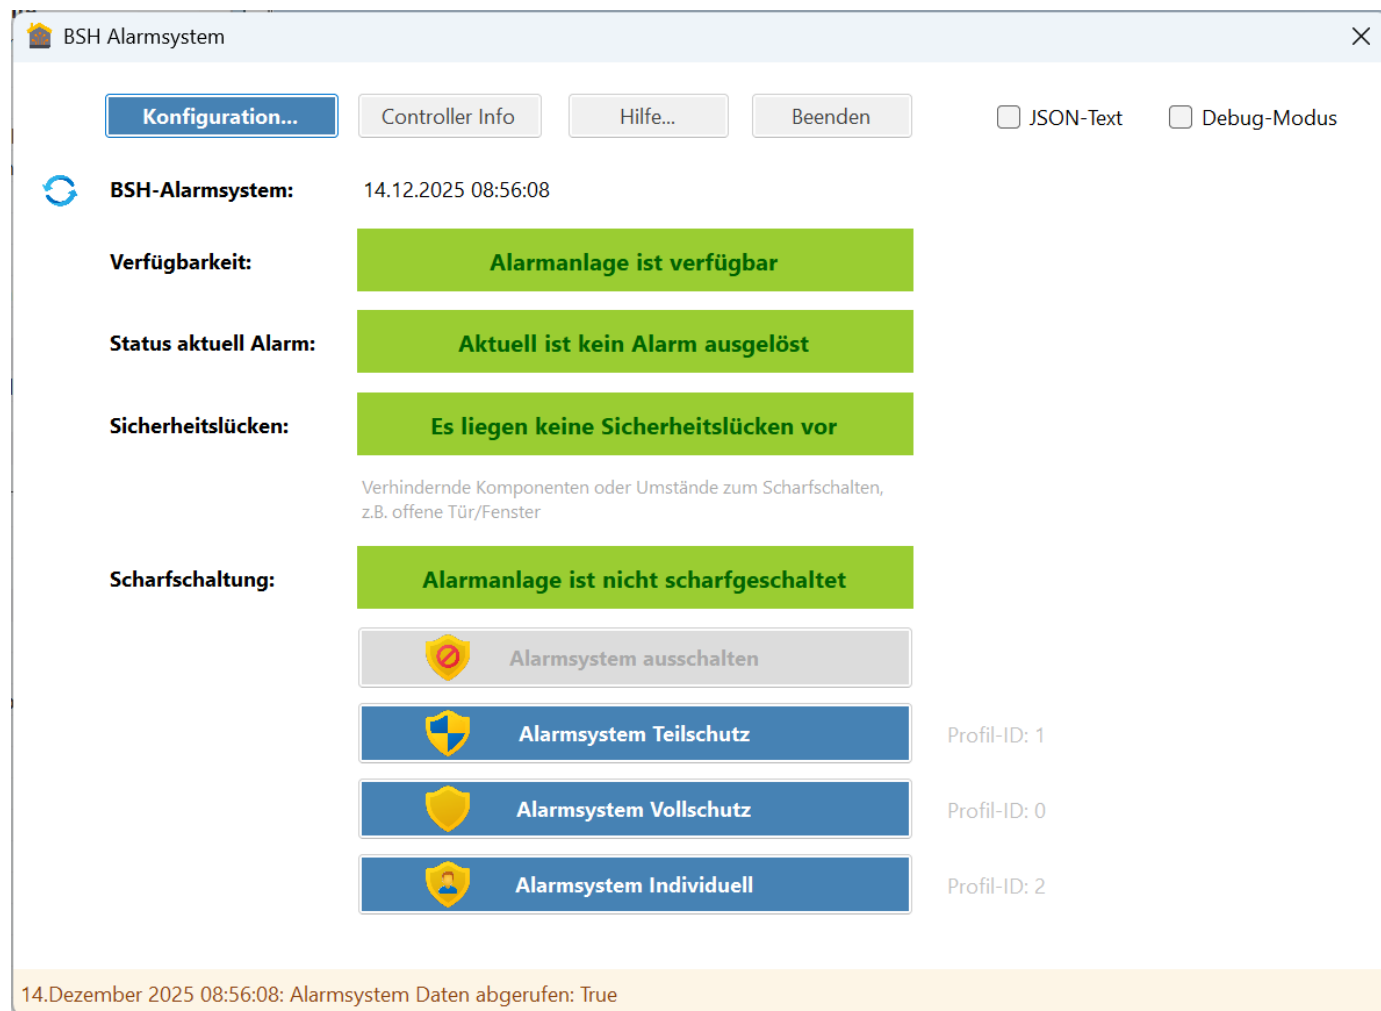 BSH Alarmsystem
Konfiguration... Controller Info Hilfe... Beenden JSON-Text Debug-Modus
BSH-Alarmsystem: 14.12.2025 08:56:08
Verfügbarkeit: Alarmanlage ist verfügbar
Status aktuell Alarm: Aktuell ist kein Alarm ausgelöst
Sicherheitslücken: Es liegen keine Sicherheitslücken vor
Verhindernde Komponenten oder Umstände zum Scharfschalten,
z.B. offene Tür/Fenster
Scharfschaltung: Alarmanlage ist nicht scharfgeschaltet
Alarmsystem ausschalten
Alarmsystem Teilschutz Profil-ID: 1
Alarmsystem Vollschutz Profil-ID: 0
Alarmsystem Individuell Profil-ID: 2
14.Dezember 2025 08:56:08: Alarmsystem Daten abgerufen: True